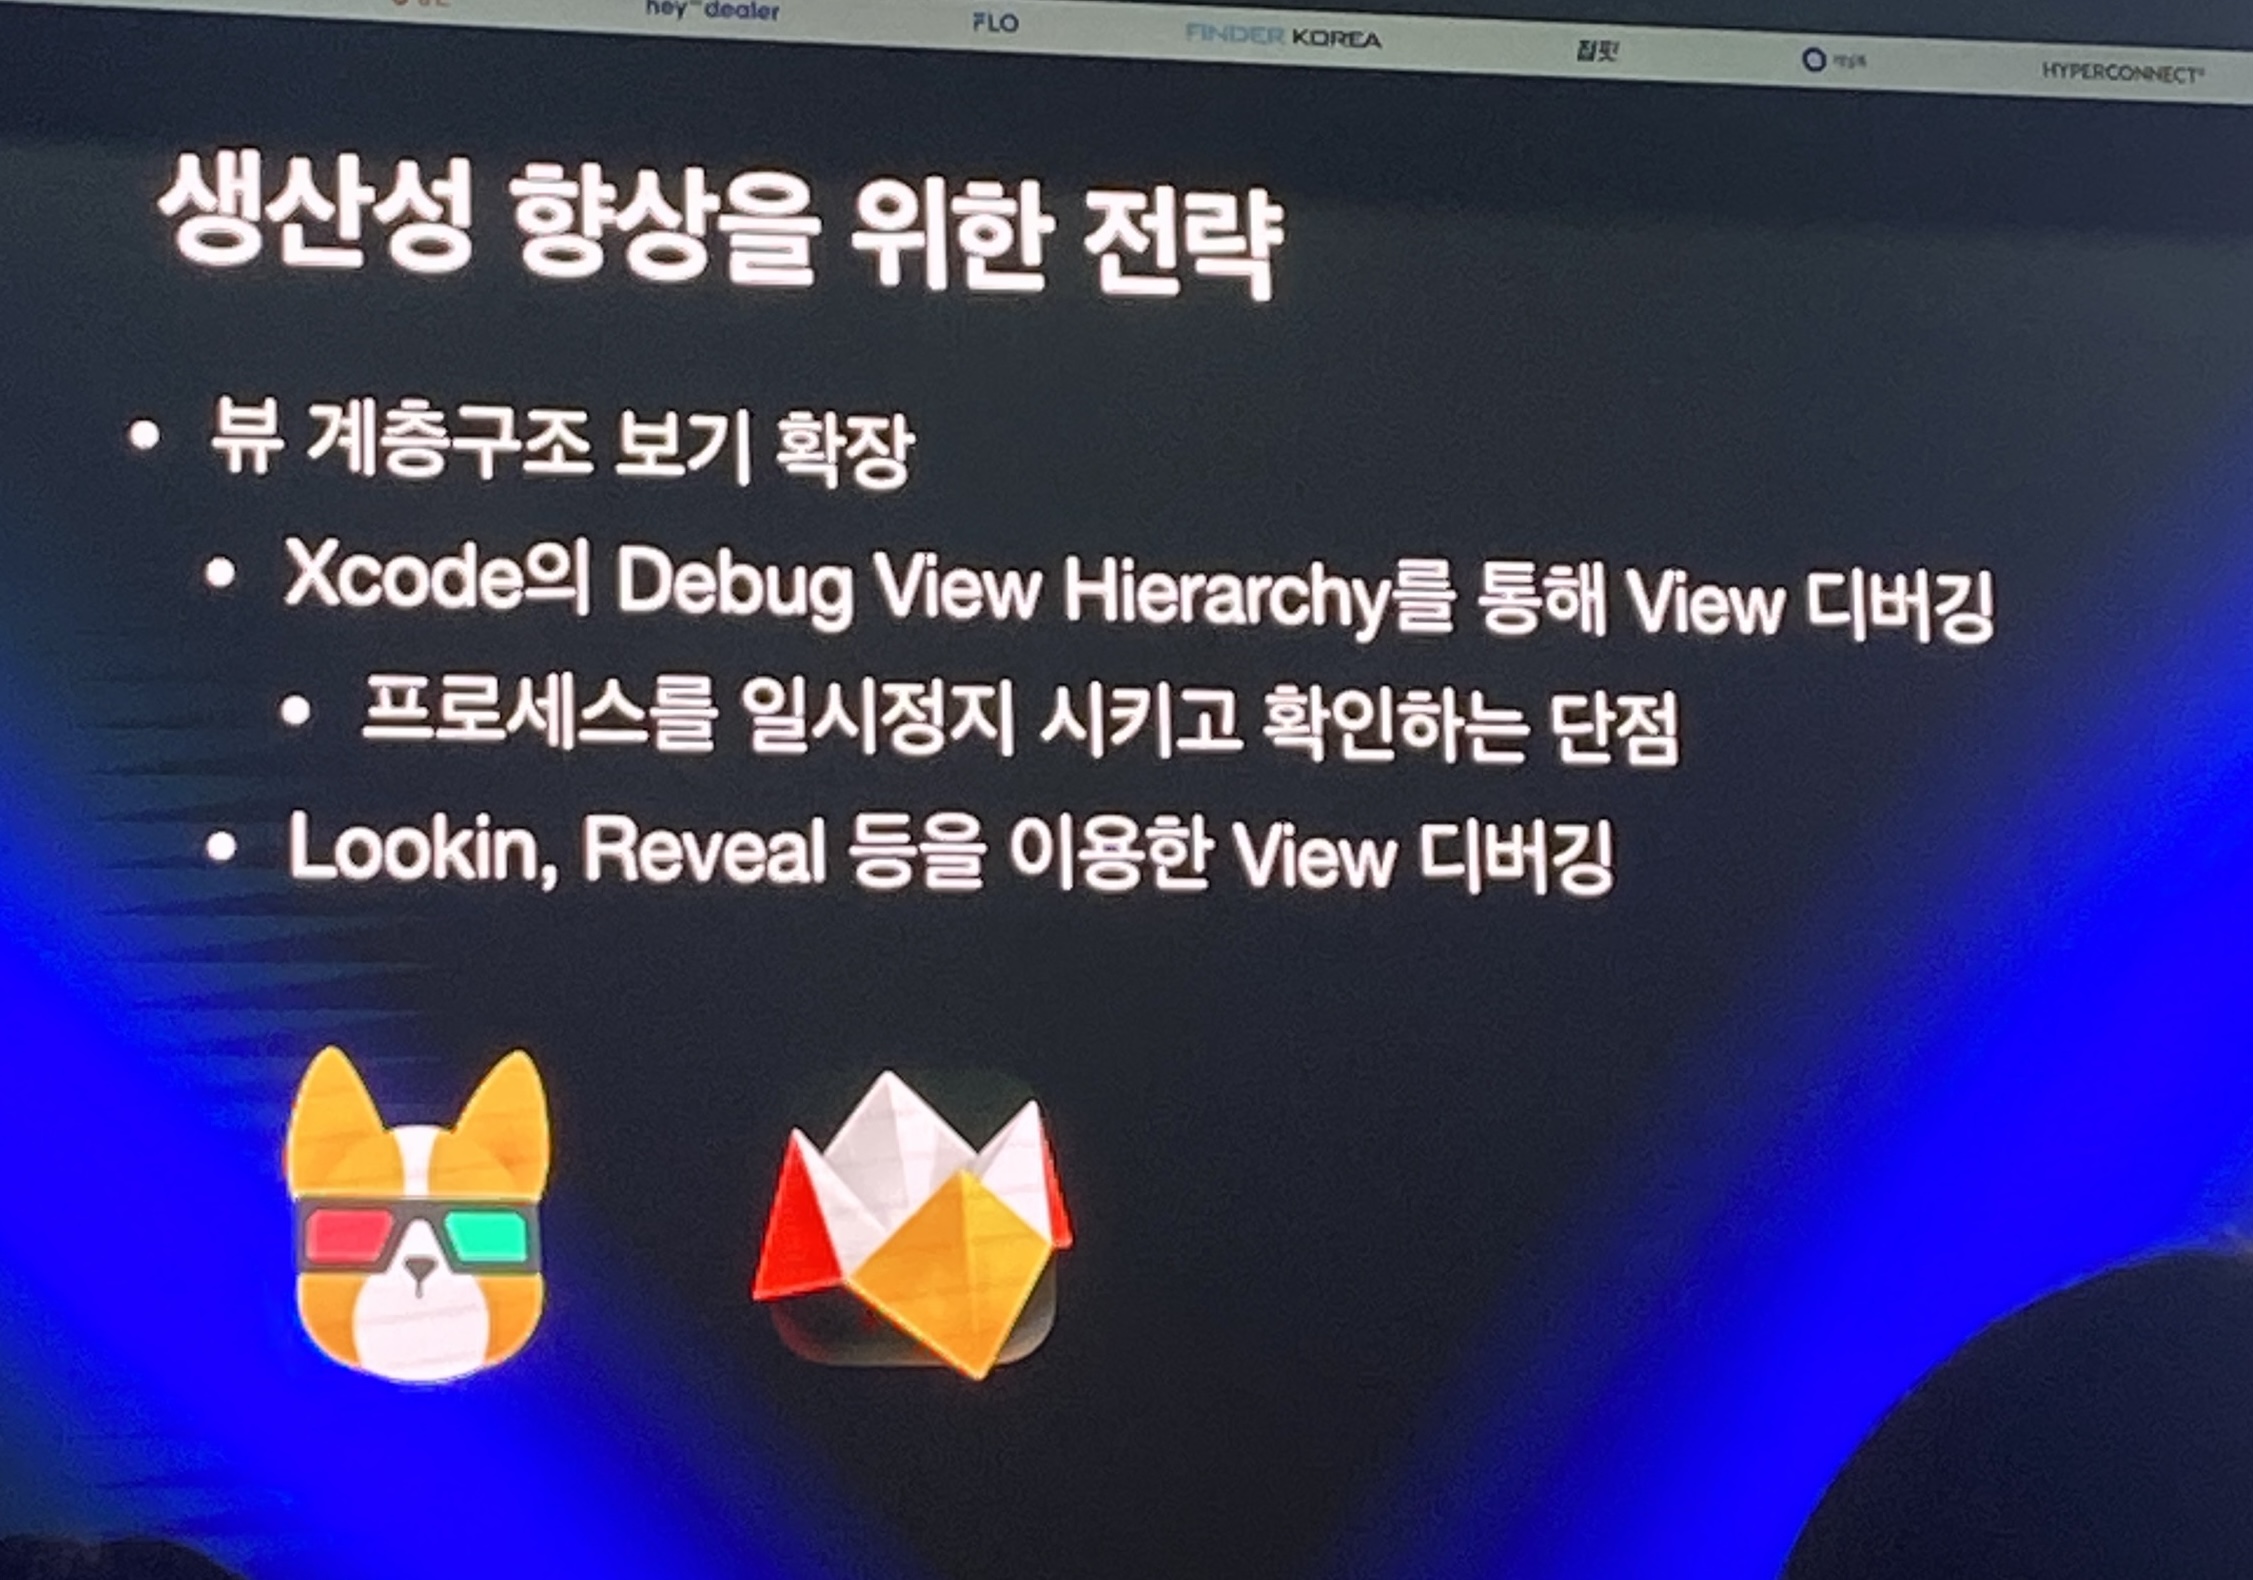 hey dealer FLO FINDER KOREA 집핏 HYPERCONNECT
생산성 향상을 위한 전략
• 뷰 계층구조 보기 확장
• Xcode의 Debug View Hierarchy를 통해 View 디버깅
• 프로세스를 일시정지 시키고 확인하는 단점
• Lookin, Reveal 등을 이용한 View 디버깅